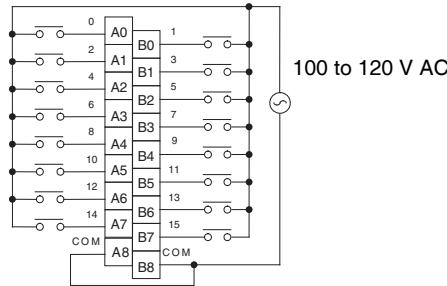 0 A0 1
B0
2 A1 3
B1
4 A2 5
B2
6 A3 7
B3
8 A4 9
B4
10 A5 11
B5
12 A6 13
B6
14 A7 15
B7
COM A8 COM
B8
100 to 120 V AC